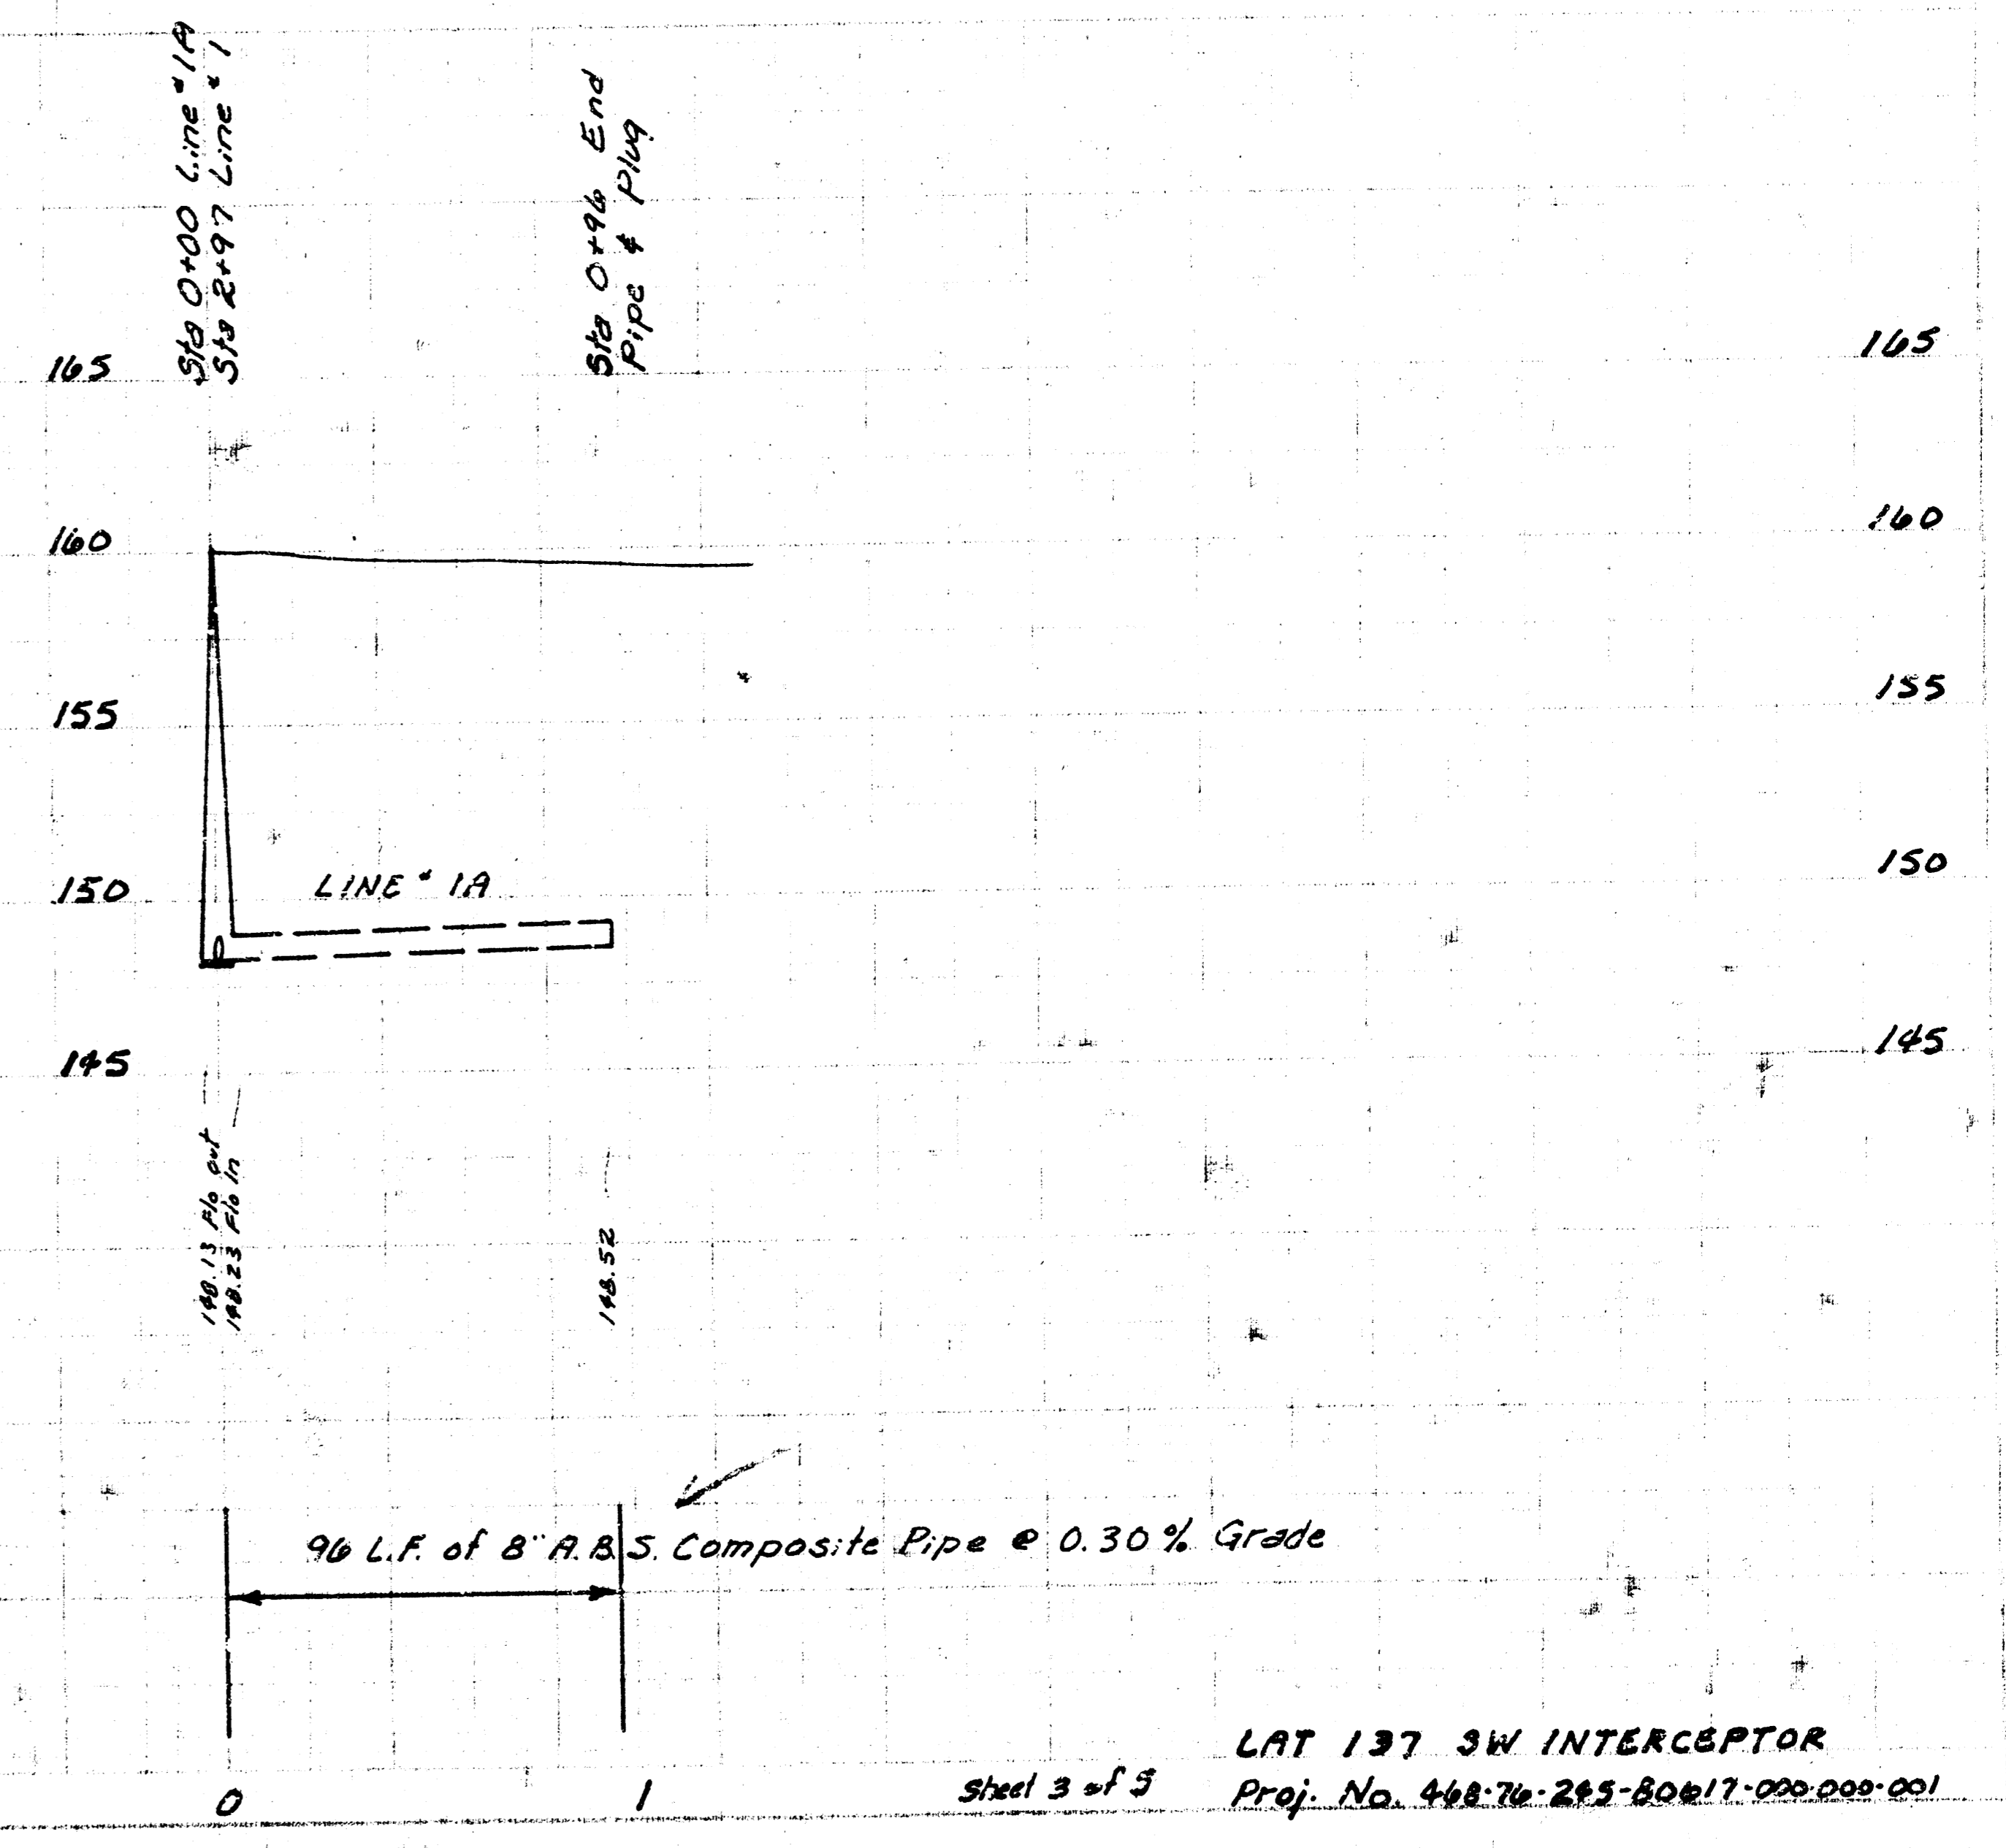 Sta 0+00 Line #1A
Sta 2+97 Line #1
Sta 0+96 End
Pipe & Plug
165 165
160 160
155 155
150 150
LINE # 1A
145 145
148.13 Flo out
148.23 Flo in
148.52
96 L.F. of 8" A.B.S. Composite Pipe @ 0.30% Grade
LAT 137 SW INTERCEPTOR
0 1 Sheet 3 of 5 Proj. No. 468-76-245-80617-000-000-001